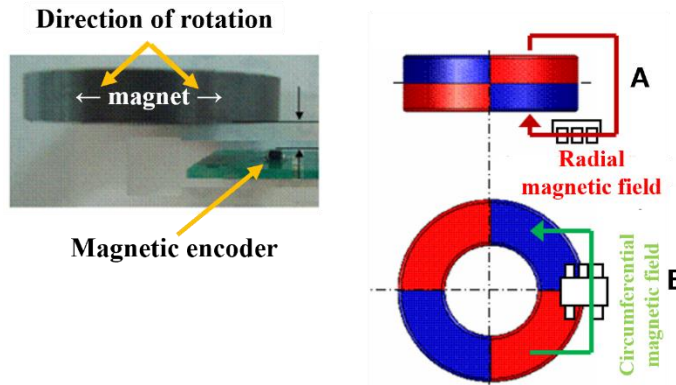 Direction of rotation
← magnet →
Magnetic encoder
A
Radial
magnetic field
B
Circumferential
magnetic field